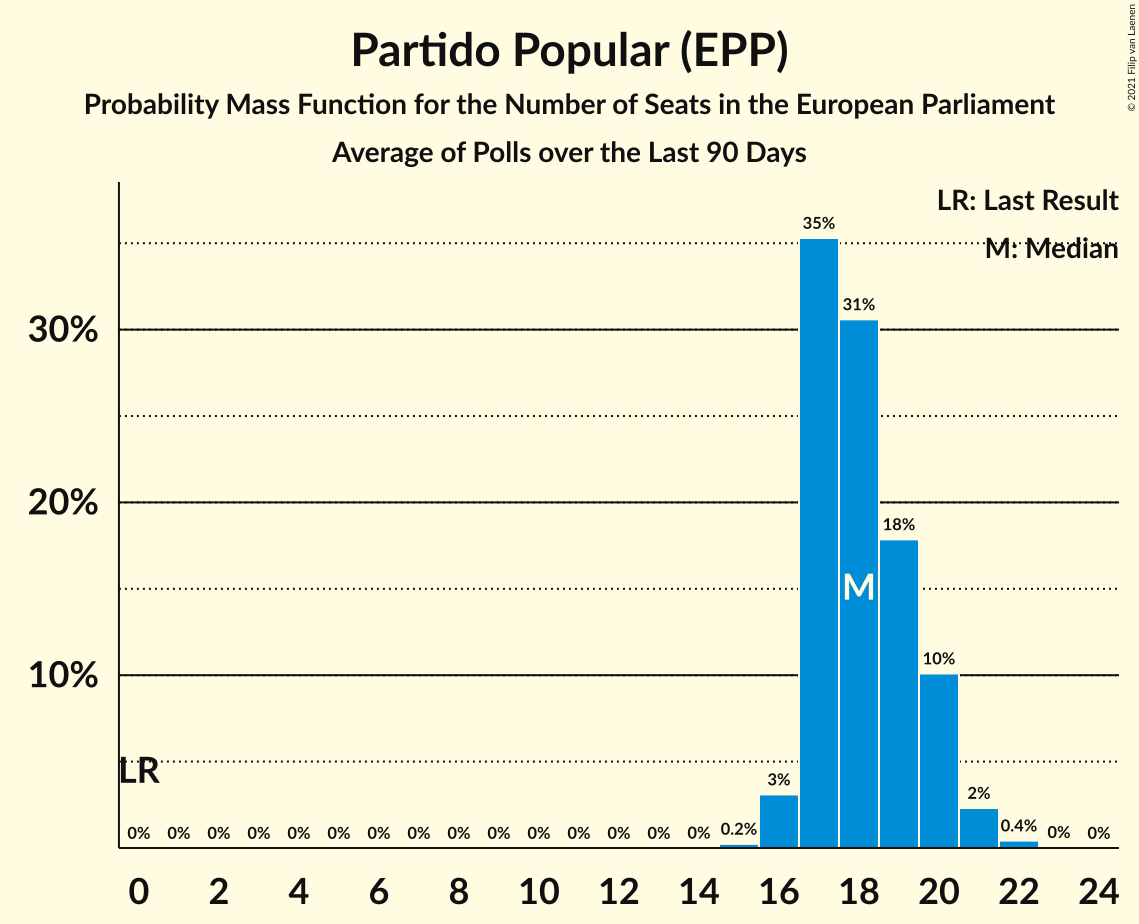 Partido Popular (EPP)
Probability Mass Function for the Number of Seats in the European Parliament
Average of Polls over the Last 90 Days
© 2021 Filip van Laenen
LR: Last Result
M: Median
35%
31%
30%
20%
18%
M
10%
10%
LR
3%
2%
0% 0% 0% 0% 0% 0% 0% 0% 0% 0% 0% 0% 0% 0% 0% 0.2% 0.4% 0% 0%
0 2 4 6 8 10 12 14 16 18 20 22 24